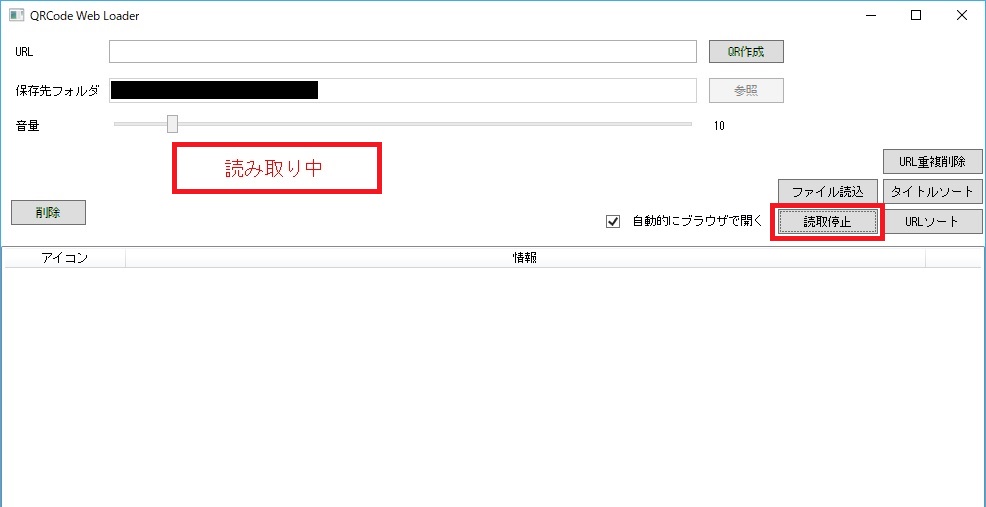 QRCode Web Loader
URL
QR作成
保存先フォルダ
参照
音量
10
読み取り中
URL重複削除
ファイル読込
タイトルソート
削除
自動的にブラウザで開く
読取停止
URLソート
アイコン
情報